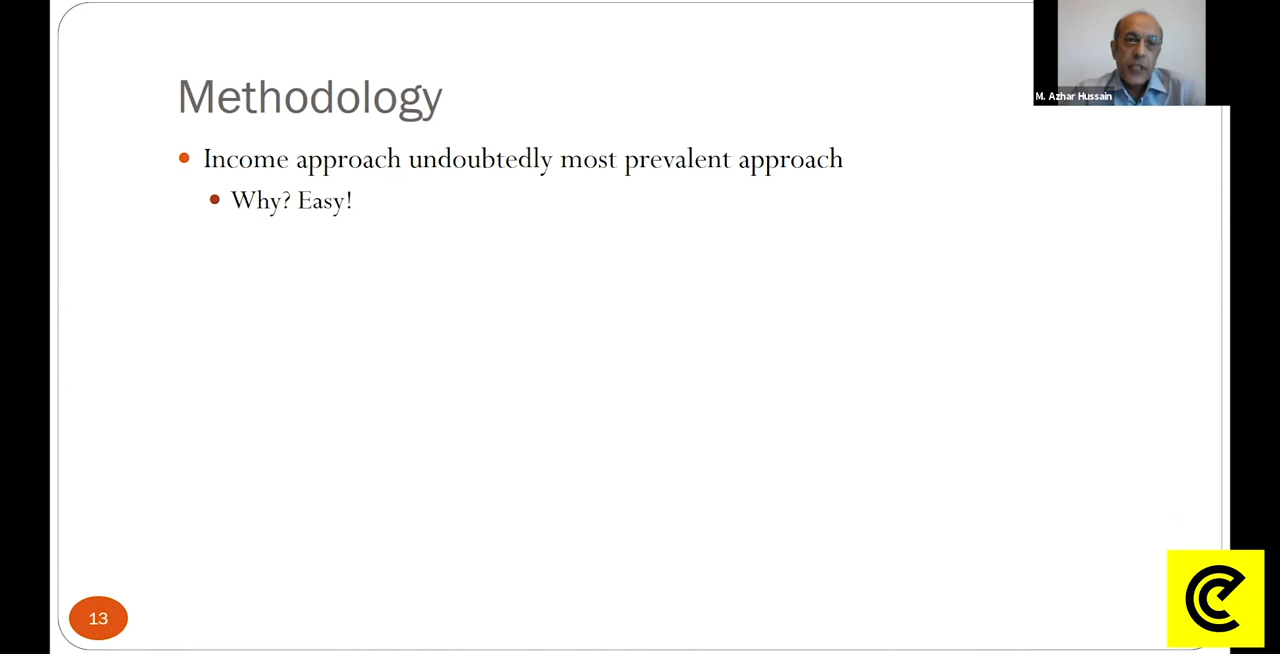 Methodology
M. Azhar Hussain
Income approach undoubtedly most prevalent approach
Why? Easy!
13